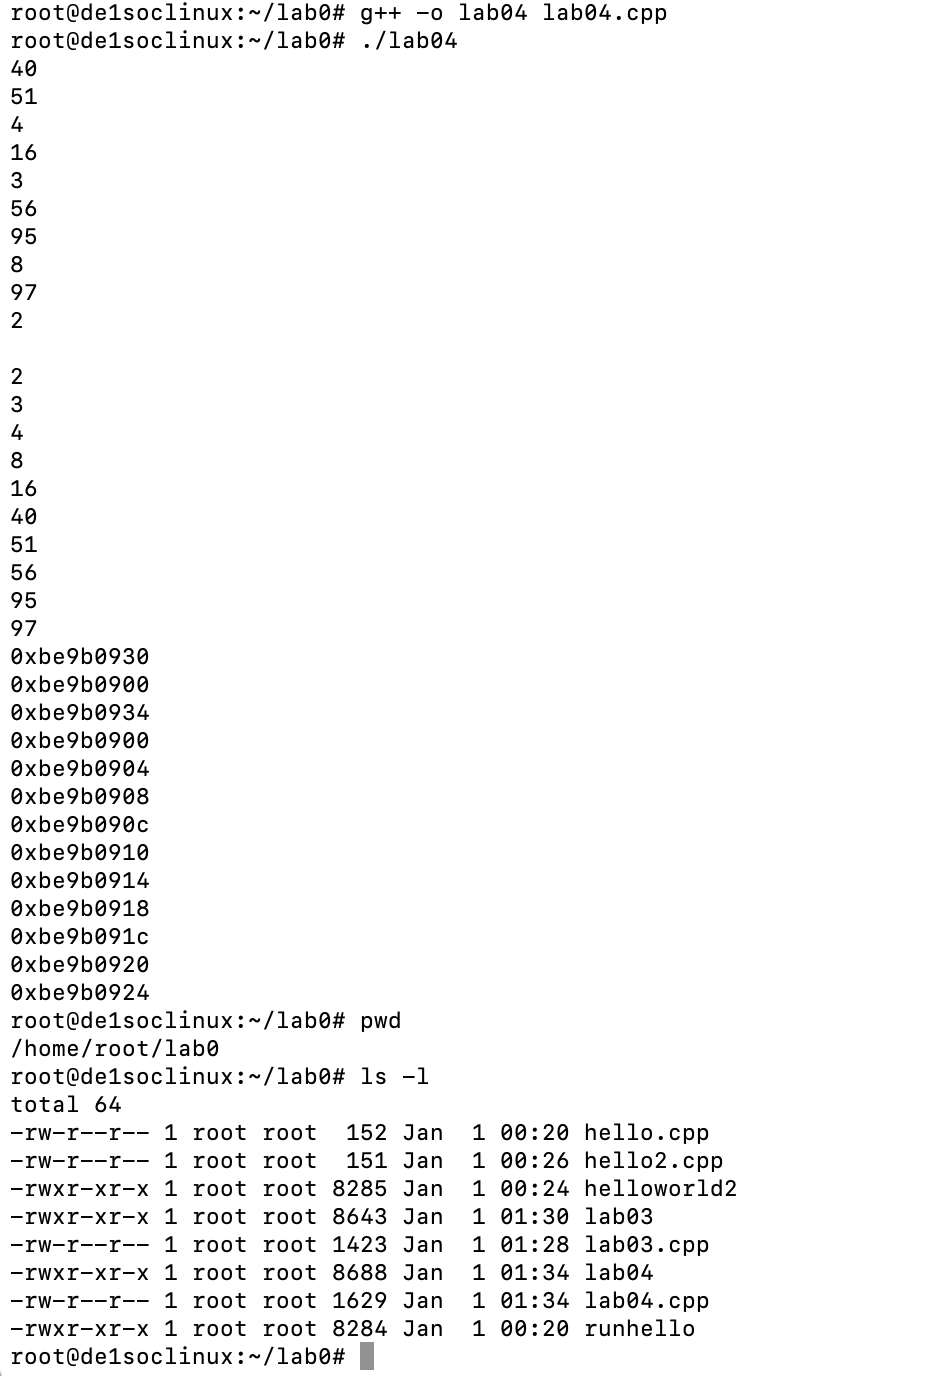 root@de1soclinux:~/lab0# g++ -o lab04 lab04.cpp
root@de1soclinux:~/lab0# ./lab04
40
51
4
16
3
56
95
8
97
2

2
3
4
8
16
40
51
56
95
97
0xbe9b0930
0xbe9b0900
0xbe9b0934
0xbe9b0900
0xbe9b0904
0xbe9b0908
0xbe9b090c
0xbe9b0910
0xbe9b0914
0xbe9b0918
0xbe9b091c
0xbe9b0920
0xbe9b0924
root@de1soclinux:~/lab0# pwd
/home/root/lab0
root@de1soclinux:~/lab0# ls -l
total 64
-rw-r--r-- 1 root root  152 Jan  1 00:20 hello.cpp
-rw-r--r-- 1 root root  151 Jan  1 00:26 hello2.cpp
-rwxr-xr-x 1 root root 8285 Jan  1 00:24 helloworld2
-rwxr-xr-x 1 root root 8643 Jan  1 01:30 lab03
-rw-r--r-- 1 root root 1423 Jan  1 01:28 lab03.cpp
-rwxr-xr-x 1 root root 8688 Jan  1 01:34 lab04
-rw-r--r-- 1 root root 1629 Jan  1 01:34 lab04.cpp
-rwxr-xr-x 1 root root 8284 Jan  1 00:20 runhello
root@de1soclinux:~/lab0#